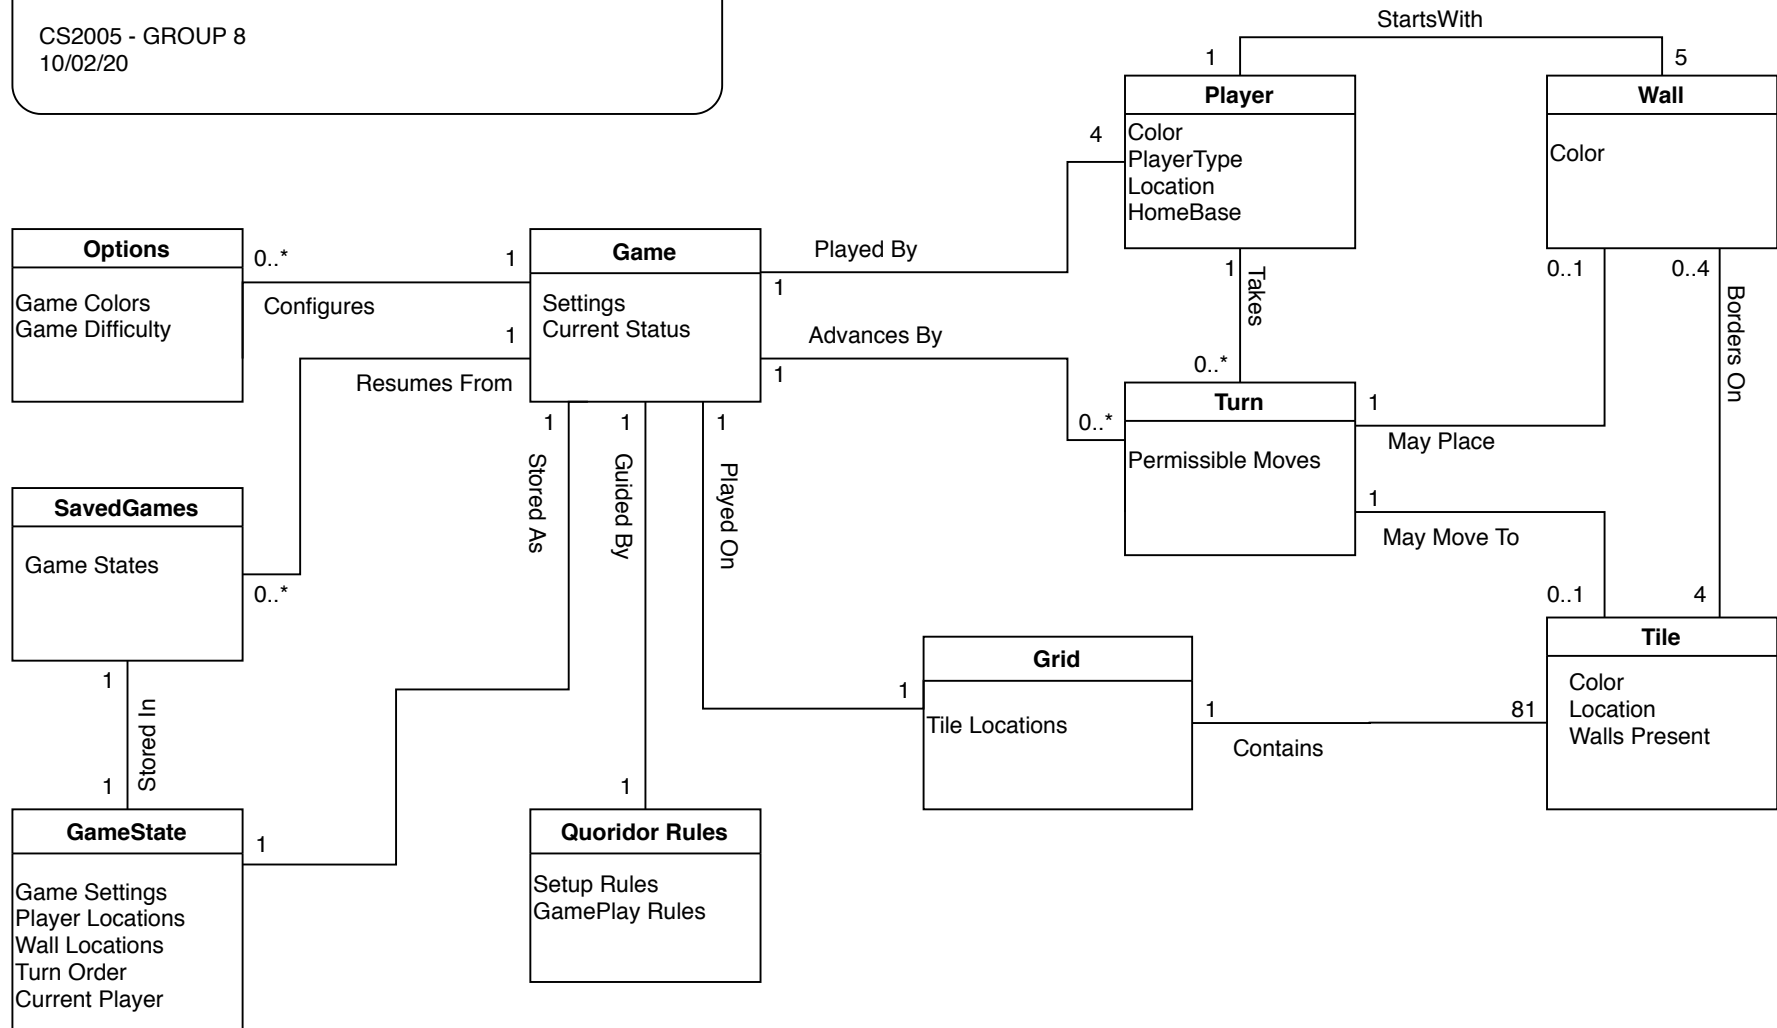 CS2005 - GROUP 8
10/02/20
StartsWith
1
5
Player
Color
PlayerType
Location
HomeBase
Wall
Color
4
Options
Game Colors
Game Difficulty
0..*
1
Configures
Game
Settings
Current Status
Played By
1
1
Resumes From
Advances By
1
0..*
1
Takes
0..*
0..1
0..4
Borders On
Turn
Permissible Moves
1
May Place
1
May Move To
0..1
4
SavedGames
Game States
0..*
1
Stored As
1
Guided By
1
Played On
Tile
Color
Location
Walls Present
Grid
Tile Locations
1
1
81
Contains
1
Stored In
1
GameState
Game Settings
Player Locations
Wall Locations
Turn Order
Current Player
1
1
Quoridor Rules
Setup Rules
GamePlay Rules